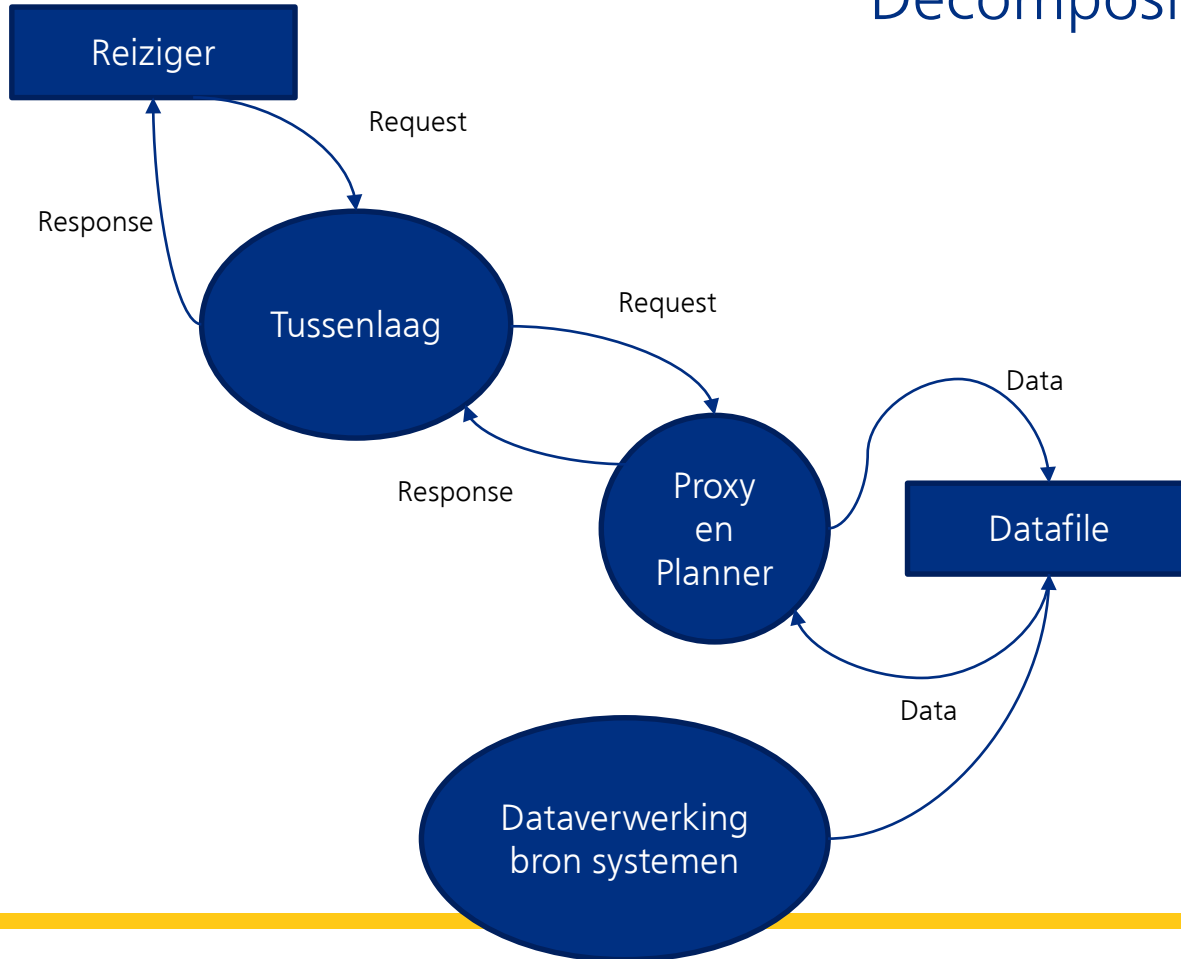 Decomposi
Reiziger
Request
Response
Tussenlaag
Request
Data
Response
Proxy
en
Planner
Datafile
Data
Dataverwerking
bron systemen